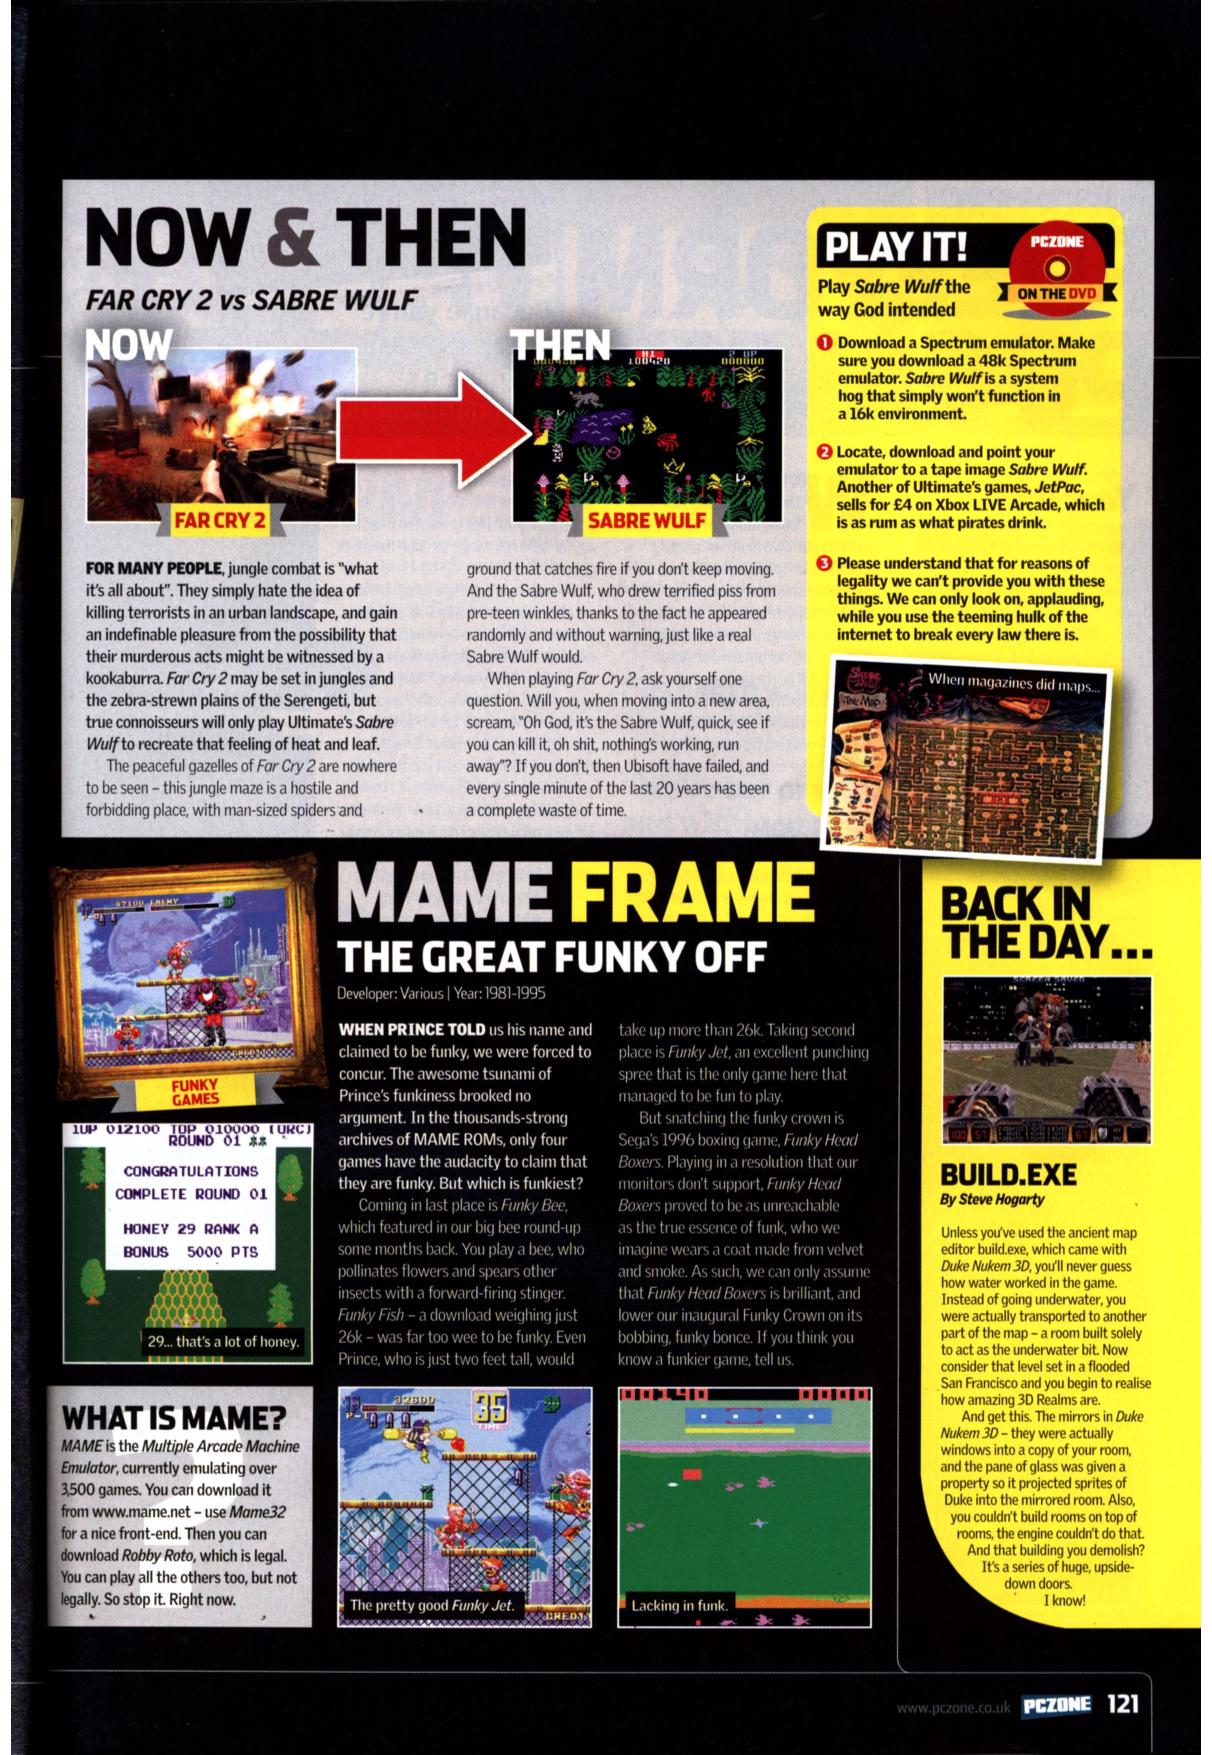 NOW & THEN
FAR CRY 2 vs SABRE WULF
NOW
FAR CRY 2
THEN
HI
100420
2 UP
000000
SABRE WULF
FOR MANY PEOPLE, jungle combat is "what
it's all about". They simply hate the idea of
killing terrorists in an urban landscape, and gain
an indefinable pleasure from the possibility that
their murderous acts might be witnessed by a
kookaburra. Far Cry 2 may be set in jungles and
the zebra-strewn plains of the Serengeti, but
true connoisseurs will only play Ultimate's Sabre
Wulf to recreate that feeling of heat and leaf.
The peaceful gazelles of Far Cry 2 are nowhere
to be seen – this jungle maze is a hostile and
forbidding place, with man-sized spiders and
ground that catches fire if you don't keep moving.
And the Sabre Wulf, who drew terrified piss from
pre-teen winkles, thanks to the fact he appeared
randomly and without warning, just like a real
Sabre Wulf would.
When playing Far Cry 2, ask yourself one
question. Will you, when moving into a new area,
scream, "Oh God, it's the Sabre Wulf, quick, see if
you can kill it, oh shit, nothing's working, run
away"? If you don't, then Ubisoft have failed, and
every single minute of the last 20 years has been
a complete waste of time.
PLAY IT!
PCZONE
ON THE DVD
Play Sabre Wulf the
way God intended
1 Download a Spectrum emulator. Make
sure you download a 48k Spectrum
emulator. Sabre Wulf is a system
hog that simply won't function in
a 16k environment.
2 Locate, download and point your
emulator to a tape image Sabre Wulf.
Another of Ultimate's games, JetPac,
sells for £4 on Xbox LIVE Arcade, which
is as rum as what pirates drink.
3 Please understand that for reasons of
legality we can't provide you with these
things. We can only look on, applauding,
while you use the teeming hulk of the
internet to break every law there is.
SABRE
WULF
The Map
When magazines did maps...
MAME FRAME
THE GREAT FUNKY OFF
Developer: Various | Year: 1981-1995
87100 ENEMY
FUNKY
GAMES
WHEN PRINCE TOLD us his name and
claimed to be funky, we were forced to
concur. The awesome tsunami of
Prince's funkiness brooked no
argument. In the thousands-strong
archives of MAME ROMs, only four
games have the audacity to claim that
they are funky. But which is funkiest?
Coming in last place is Funky Bee,
which featured in our big bee round-up
some months back. You play a bee, who
pollinates flowers and spears other
insects with a forward-firing stinger.
Funky Fish – a download weighing just
26k – was far too wee to be funky. Even
Prince, who is just two feet tall, would
take up more than 26k. Taking second
place is Funky Jet, an excellent punching
spree that is the only game here that
managed to be fun to play.
But snatching the funky crown is
Sega's 1996 boxing game, Funky Head
Boxers. Playing in a resolution that our
monitors don't support, Funky Head
Boxers proved to be as unreachable
as the true essence of funk, who we
imagine wears a coat made from velvet
and smoke. As such, we can only assume
that Funky Head Boxers is brilliant, and
lower our inaugural Funky Crown on its
bobbing, funky bonce. If you think you
know a funkier game, tell us.
1UP 012100 TOP 010000 (URC)
ROUND 01
CONGRATULATIONS
COMPLETE ROUND 01
HONEY 29 RANK A
BONUS 5000 PTS
29... that's a lot of honey.
WHAT IS MAME?
MAME is the Multiple Arcade Machine
Emulator, currently emulating over
3,500 games. You can download it
from www.mame.net – use Mame32
for a nice front-end. Then you can
download Robby Roto, which is legal.
You can play all the others too, but not
legally. So stop it. Right now.
32600
35
TIME
The pretty good Funky Jet.
00140
0000
Lacking in funk.
BACK IN
THE DAY...
BUILD.EXE
By Steve Hogarty
Unless you've used the ancient map
editor build.exe, which came with
Duke Nukem 3D, you'll never guess
how water worked in the game.
Instead of going underwater, you
were actually transported to another
part of the map – a room built solely
to act as the underwater bit. Now
consider that level set in a flooded
San Francisco and you begin to realise
how amazing 3D Realms are.
And get this. The mirrors in Duke
Nukem 3D – they were actually
windows into a copy of your room,
and the pane of glass was given a
property so it projected sprites of
Duke into the mirrored room. Also,
you couldn't build rooms on top of
rooms, the engine couldn't do that.
And that building you demolish?
It's a series of huge, upside-
down doors.
I know!
www.pczone.co.uk PCZONE 121